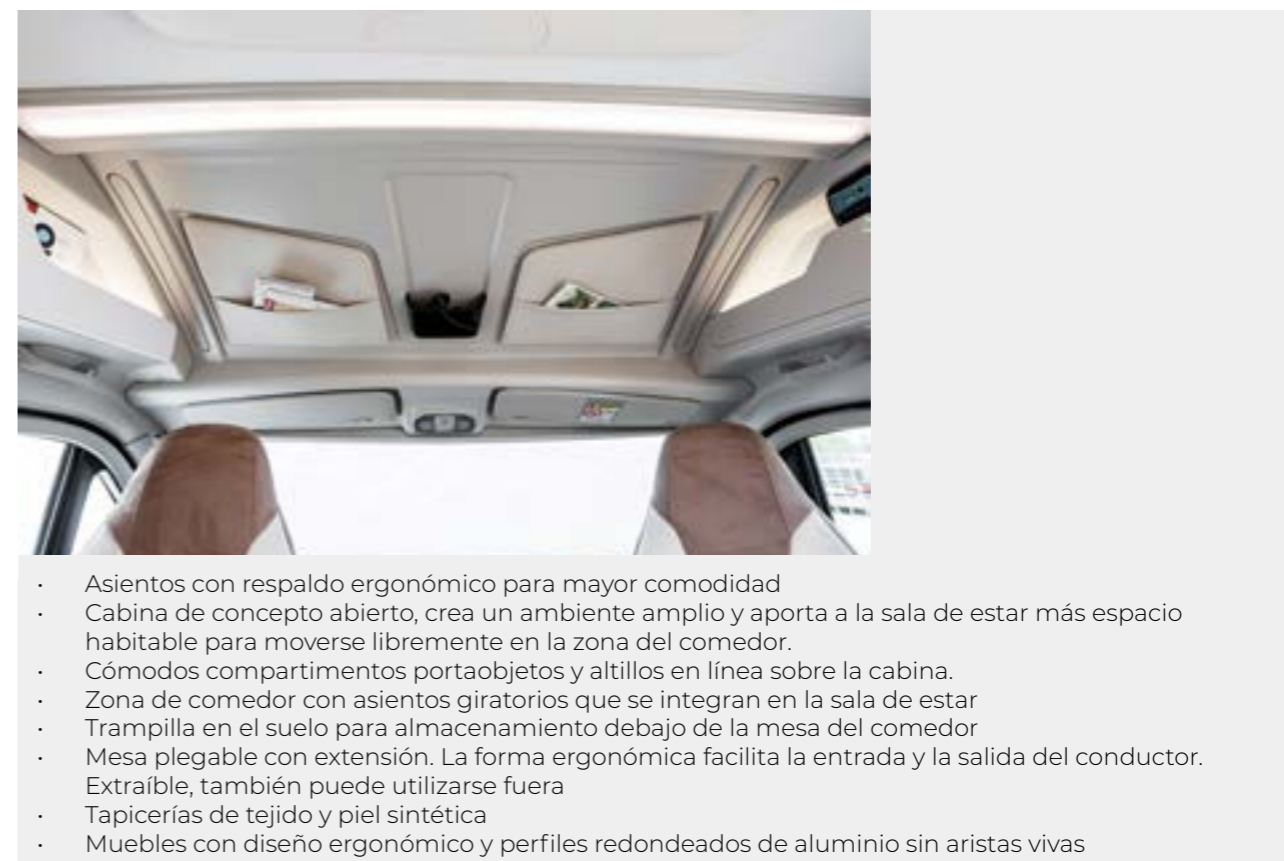 · Asientos con respaldo ergonómico para mayor comodidad
· Cabina de concepto abierto, crea un ambiente amplio y aporta a la sala de estar más espacio
habitable para moverse libremente en la zona del comedor.
· Cómodos compartimentos portaobjetos y altillos en línea sobre la cabina.
· Zona de comedor con asientos giratorios que se integran en la sala de estar
· Trampilla en el suelo para almacenamiento debajo de la mesa del comedor
· Mesa plegable con extensión. La forma ergonómica facilita la entrada y la salida del conductor.
Extraíble, también puede utilizarse fuera
· Tapicerías de tejido y piel sintética
· Muebles con diseño ergonómico y perfiles redondeados de aluminio sin aristas vivas